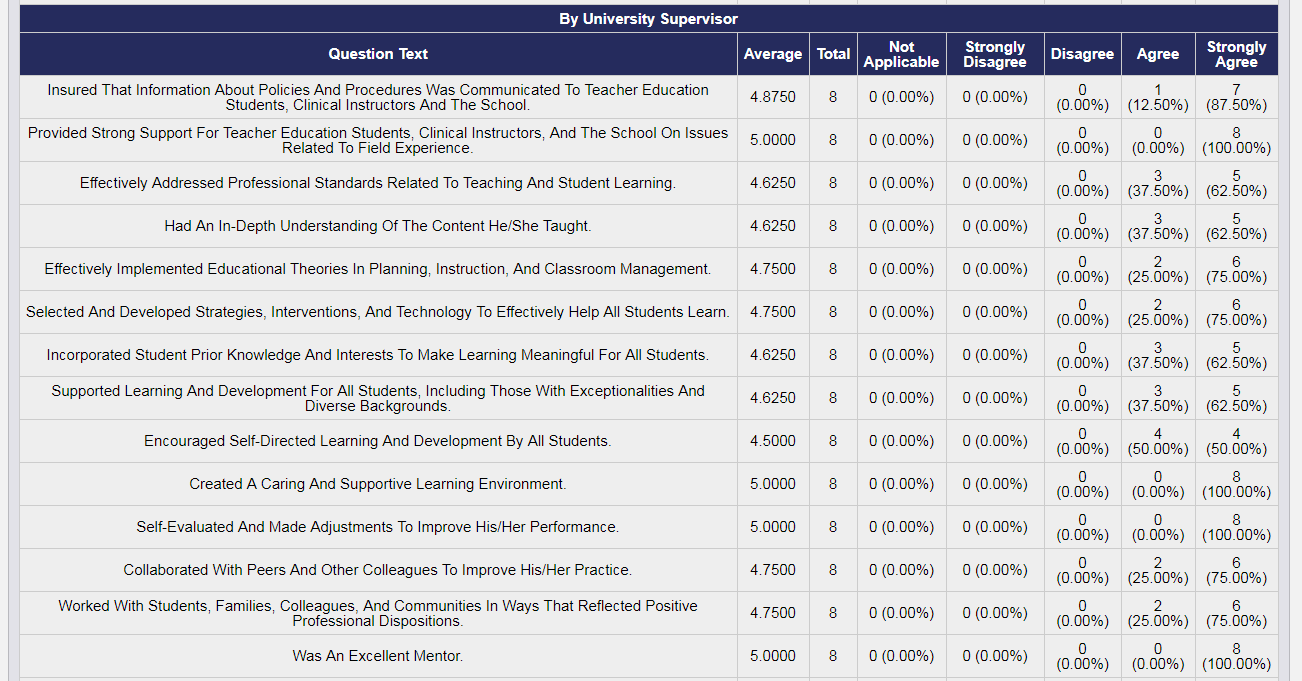 By University Supervisor
Question Text Average Total Not Applicable Strongly Disagree Disagree Agree Strongly Agree
Insured That Information About Policies And Procedures Was Communicated To Teacher Education
Students, Clinical Instructors And The School. 4.8750 8 0 (0.00%) 0 (0.00%) 0 (0.00%) 1 (12.50%) 7 (87.50%)
Provided Strong Support For Teacher Education Students, Clinical Instructors, And The School On Issues
Related To Field Experience. 5.0000 8 0 (0.00%) 0 (0.00%) 0 (0.00%) 0 (0.00%) 8 (100.00%)
Effectively Addressed Professional Standards Related To Teaching And Student Learning. 4.6250 8 0 (0.00%) 0 (0.00%) 0 (0.00%) 3 (37.50%) 5 (62.50%)
Had An In-Depth Understanding Of The Content He/She Taught. 4.6250 8 0 (0.00%) 0 (0.00%) 0 (0.00%) 3 (37.50%) 5 (62.50%)
Effectively Implemented Educational Theories In Planning, Instruction, And Classroom Management. 4.7500 8 0 (0.00%) 0 (0.00%) 0 (0.00%) 2 (25.00%) 6 (75.00%)
Selected And Developed Strategies, Interventions, And Technology To Effectively Help All Students Learn. 4.7500 8 0 (0.00%) 0 (0.00%) 0 (0.00%) 2 (25.00%) 6 (75.00%)
Incorporated Student Prior Knowledge And Interests To Make Learning Meaningful For All Students. 4.6250 8 0 (0.00%) 0 (0.00%) 0 (0.00%) 3 (37.50%) 5 (62.50%)
Supported Learning And Development For All Students, Including Those With Exceptionalities And
Diverse Backgrounds. 4.6250 8 0 (0.00%) 0 (0.00%) 0 (0.00%) 3 (37.50%) 5 (62.50%)
Encouraged Self-Directed Learning And Development By All Students. 4.5000 8 0 (0.00%) 0 (0.00%) 0 (0.00%) 4 (50.00%) 4 (50.00%)
Created A Caring And Supportive Learning Environment. 5.0000 8 0 (0.00%) 0 (0.00%) 0 (0.00%) 0 (0.00%) 8 (100.00%)
Self-Evaluated And Made Adjustments To Improve His/Her Performance. 5.0000 8 0 (0.00%) 0 (0.00%) 0 (0.00%) 0 (0.00%) 8 (100.00%)
Collaborated With Peers And Other Colleagues To Improve His/Her Practice. 4.7500 8 0 (0.00%) 0 (0.00%) 0 (0.00%) 2 (25.00%) 6 (75.00%)
Worked With Students, Families, Colleagues, And Communities In Ways That Reflected Positive
Professional Dispositions. 4.7500 8 0 (0.00%) 0 (0.00%) 0 (0.00%) 2 (25.00%) 6 (75.00%)
Was An Excellent Mentor. 5.0000 8 0 (0.00%) 0 (0.00%) 0 (0.00%) 0 (0.00%) 8 (100.00%)